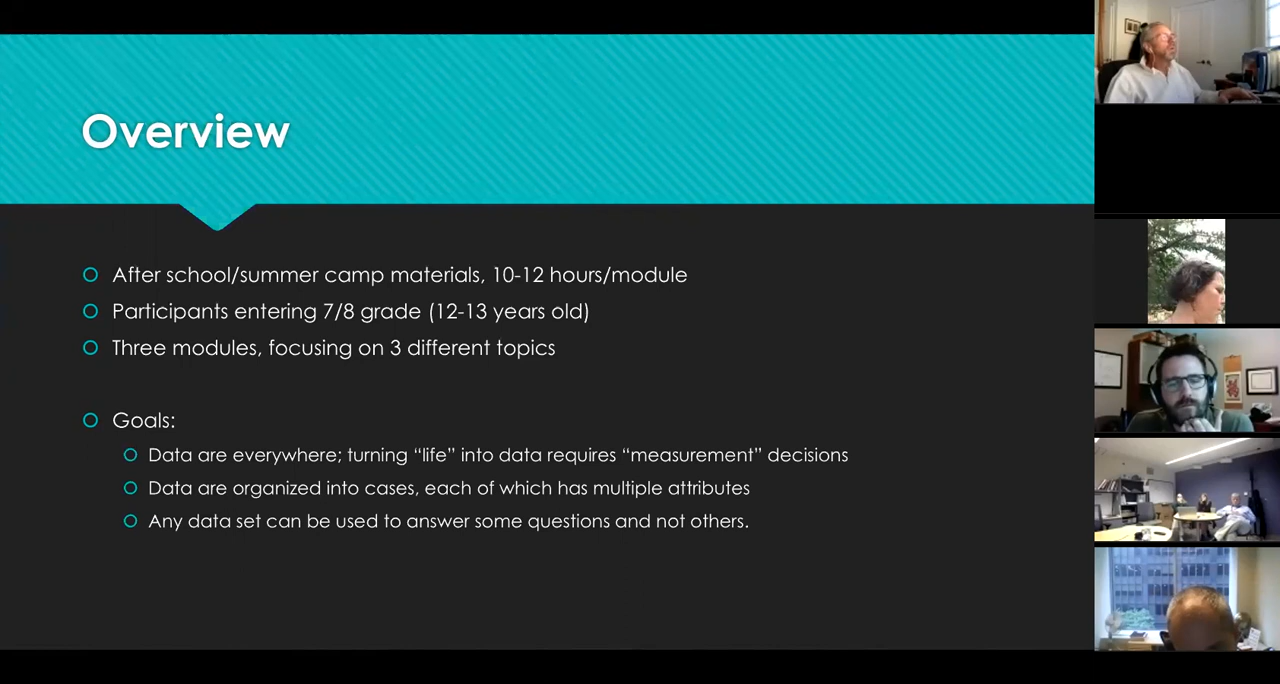 Overview
After school/summer camp materials, 10-12 hours/module
Participants entering 7/8 grade (12-13 years old)
Three modules, focusing on 3 different topics
Goals:
Data are everywhere; turning “life” into data requires “measurement” decisions
Data are organized into cases, each of which has multiple attributes
Any data set can be used to answer some questions and not others.